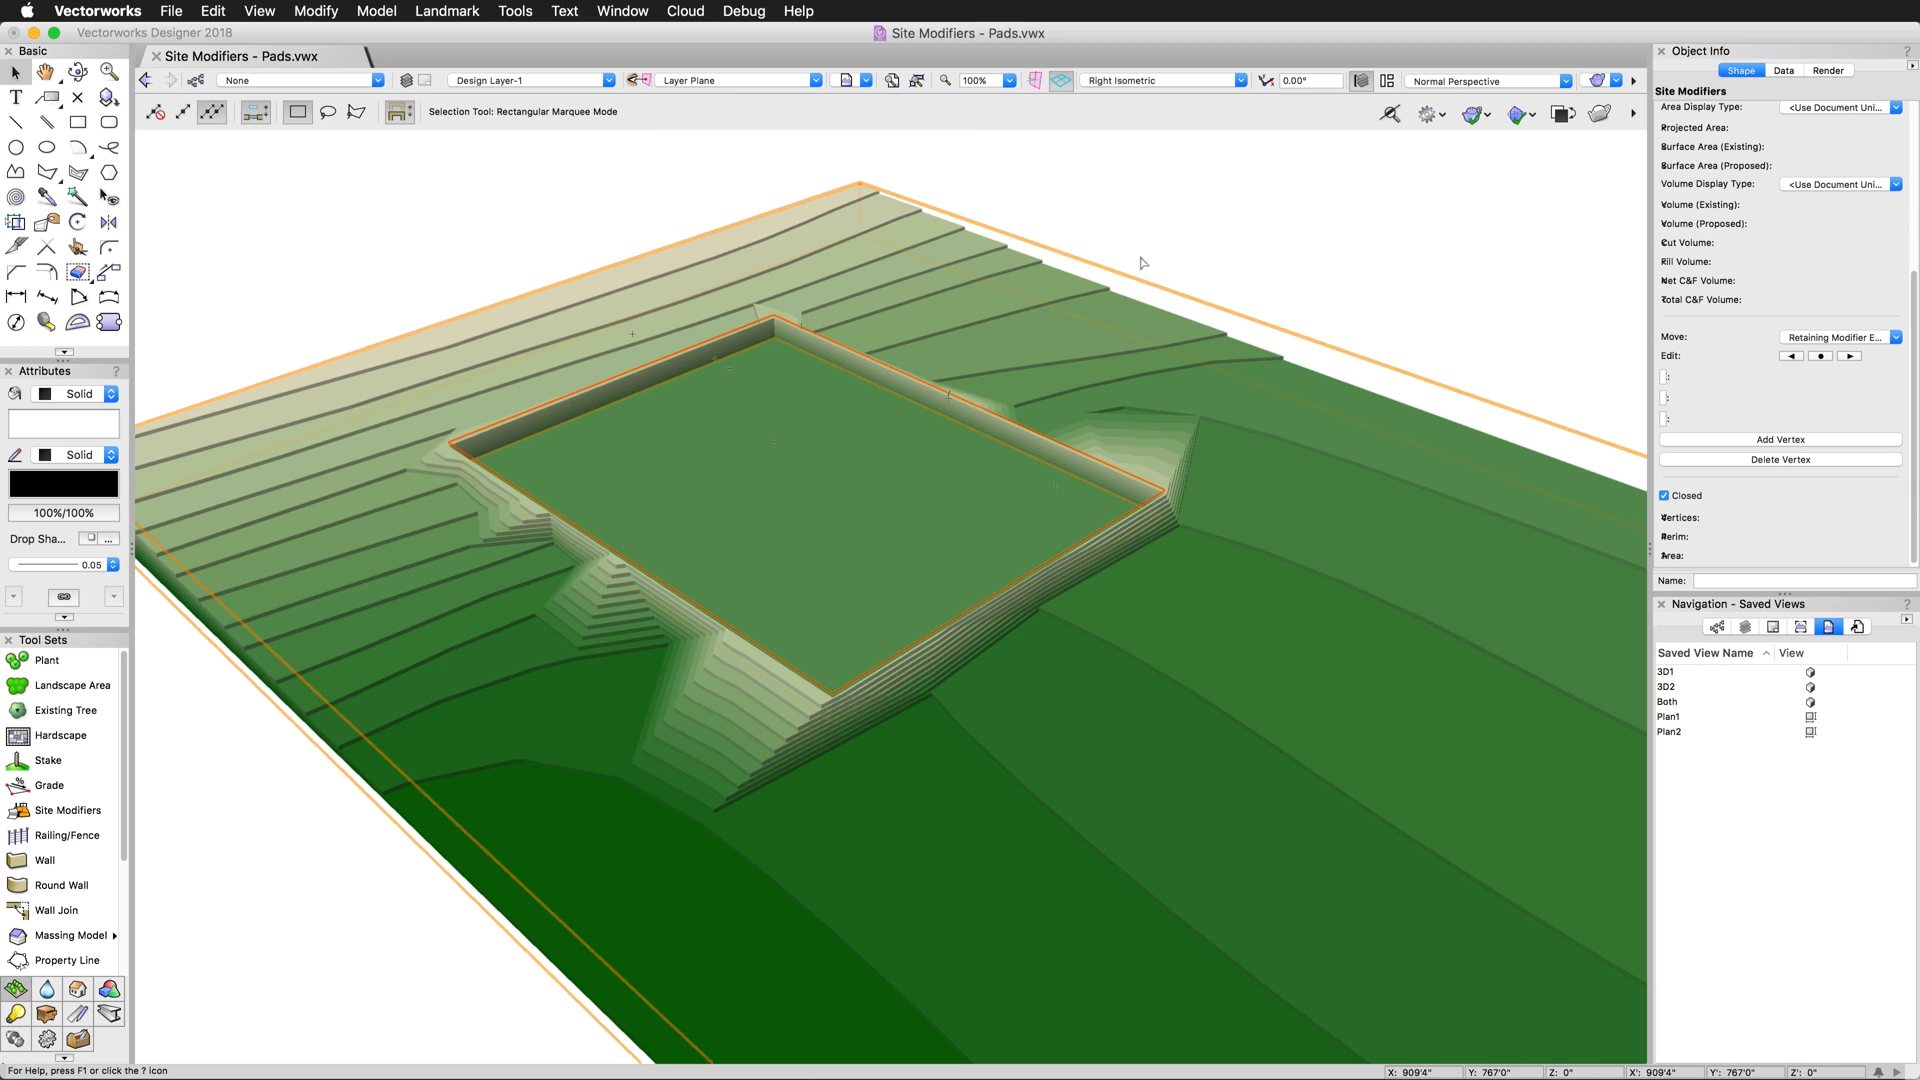 Vectorworks File Edit View Modify Model Landmark Tools Text Window Cloud Debug Help
Vectorworks Designer 2018
Site Modifiers - Pads.vwx
Basic
Site Modifiers - Pads.vwx
None
Design Layer-1
Layer Plane
100%
Right Isometric
0.00°
Normal Perspective
Selection Tool: Rectangular Marquee Mode
Attributes ?
Solid
Solid
100%/100%
Drop Sha... ...
0.05
Tool Sets
Plant
Landscape Area
Existing Tree
Hardscape
Stake
Grade
Site Modifiers
Railing/Fence
Wall
Round Wall
Wall Join
Massing Model
Property Line
Object Info ?
Shape Data Render
Site Modifiers
Area Display Type: <Use Document Uni...
Projected Area:
Surface Area (Existing):
Surface Area (Proposed):
Volume Display Type: <Use Document Uni...
Volume (Existing):
Volume (Proposed):
Cut Volume:
Fill Volume:
Net C&F Volume:
Total C&F Volume:
Move: Retaining Modifier E...
Edit:
:
:
:
Add Vertex
Delete Vertex
Closed
Vertices:
Perim:
Area:
Name:
Navigation - Saved Views ?
Saved View Name View
3D1
3D2
Both
Plan1
Plan2
For Help, press F1 or click the ? icon
X: 909'4" Y: 767'0" Z: 0" X': 909'4" Y': 767'0" Z': 0"